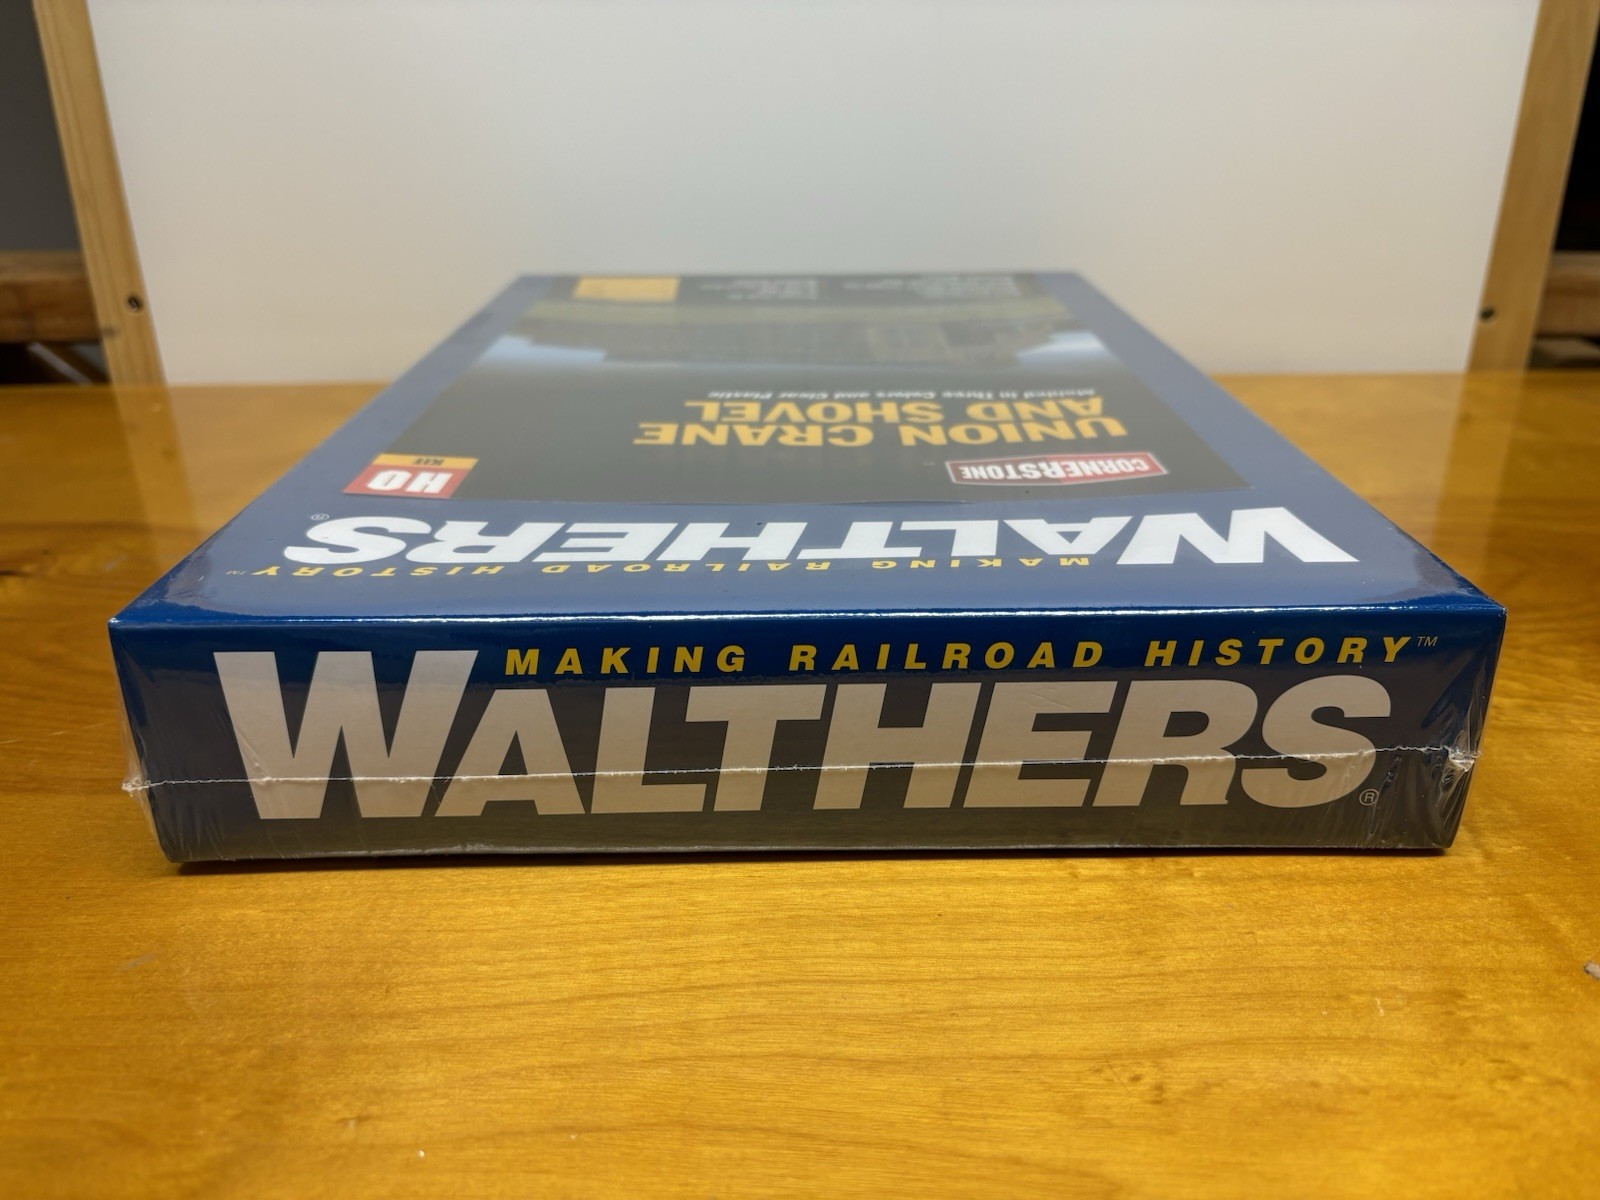 MAKING RAILROAD HISTORY™
WALTHERS®
MAKING RAILROAD HISTORY™
WALTHERS®
CORNERSTONE
HO
KIT
UNION CRANE
AND SHOVEL
Molded in Three Colors and Clear Plastic